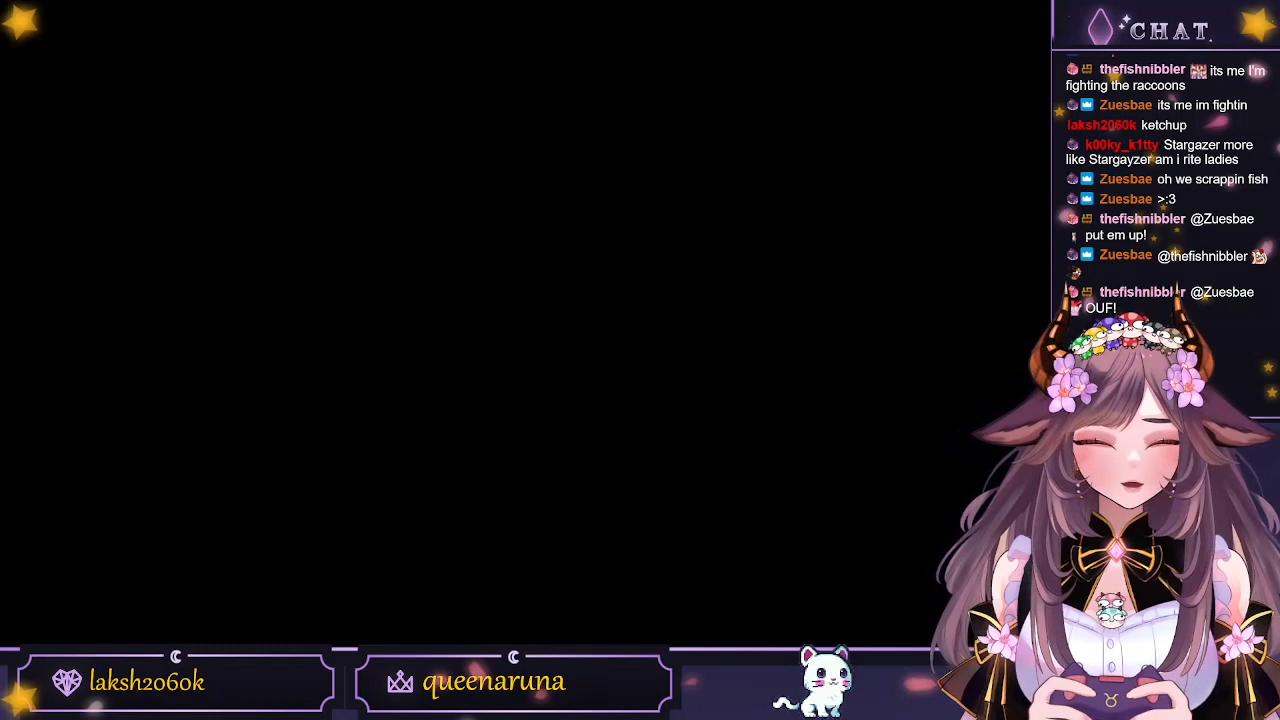 CHAT
thefishnibbler its me I'm
fighting the raccoons
Zuesbae its me im fightin
laksh2060k ketchup
k00ky_k1tty Stargazer more
like Stargayzer am i rite ladies
Zuesbae oh we scrappin fish
Zuesbae >:3
thefishnibbler @Zuesbae
put em up!
Zuesbae @thefishnibbler
thefishnibbler @Zuesbae
OUF!
laksh2060k
queenaruna